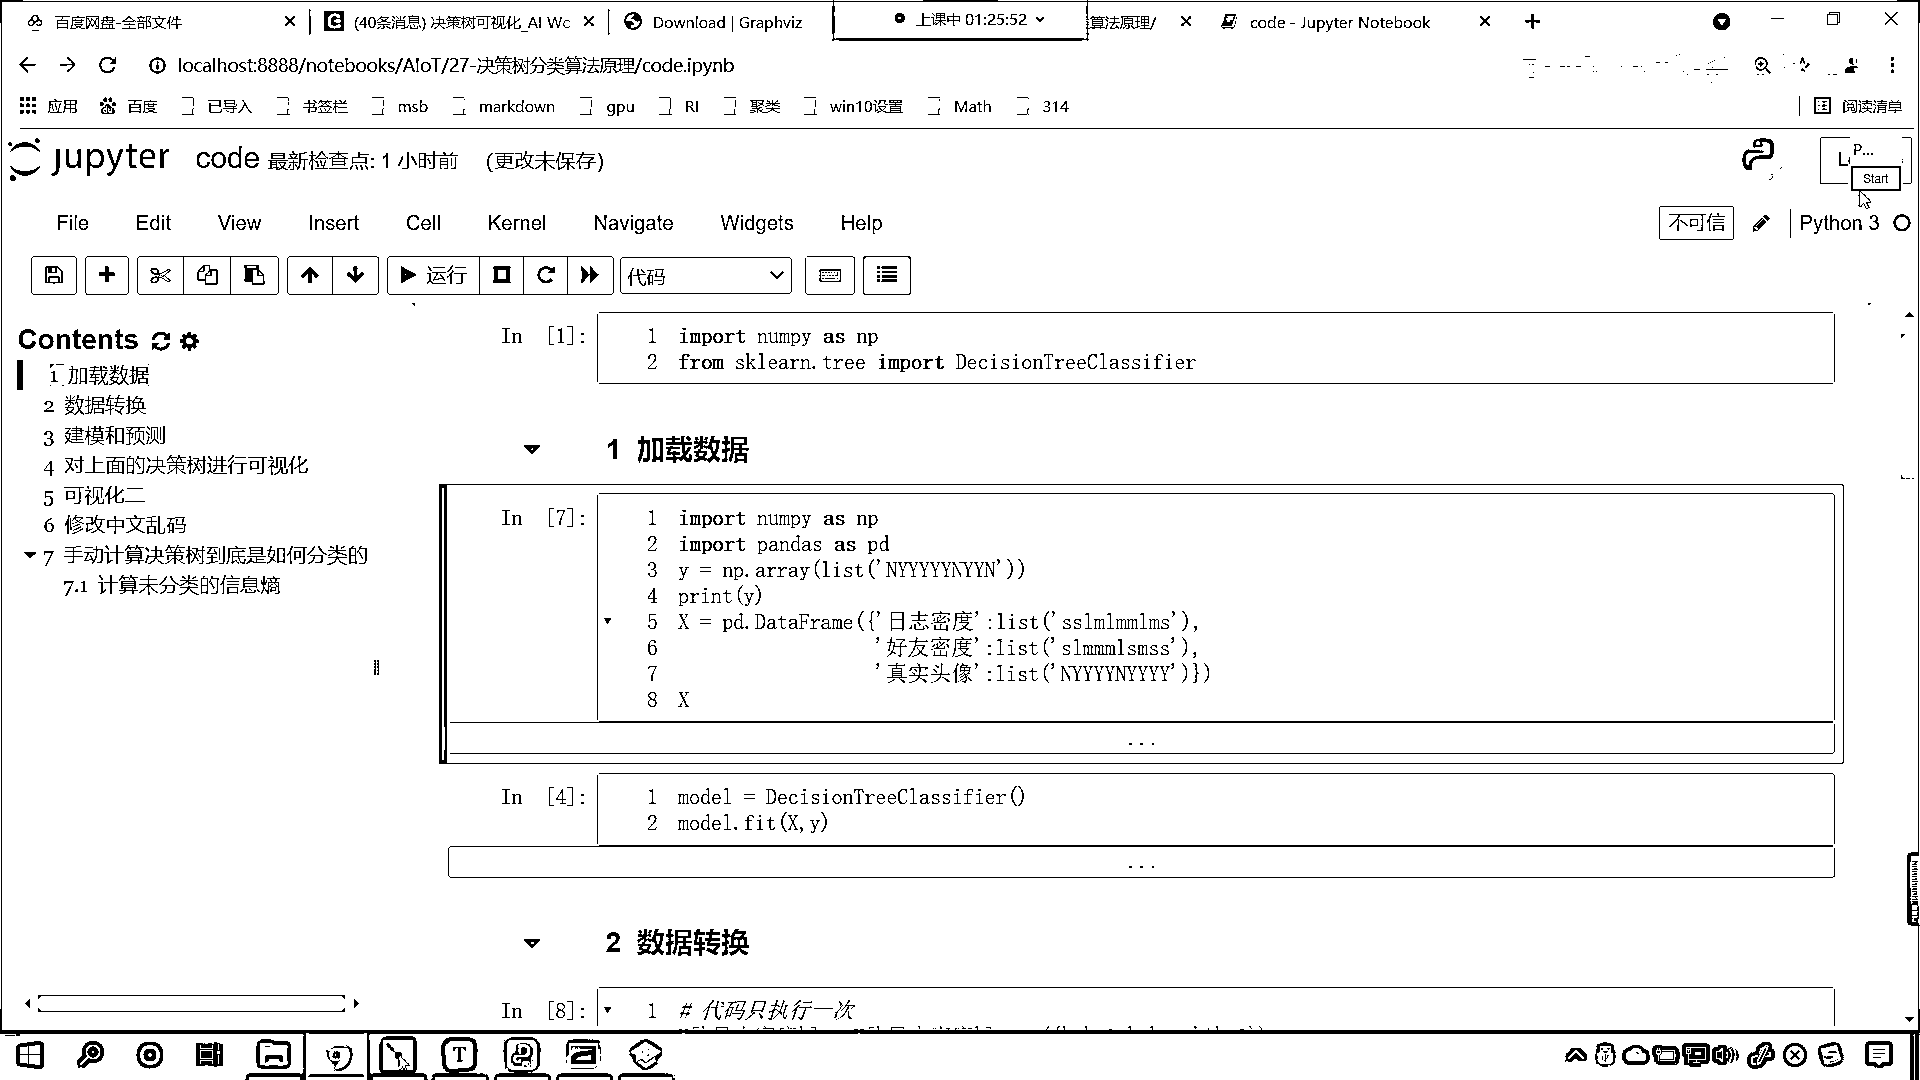 百度网盘-全部文件
(40条消息) 决策树可视化_AI Wc
Download | Graphviz
上课中 01:25:52
算法原理/
code - Jupyter Notebook
localhost:8888/notebooks/AIoT/27-决策树分类算法原理/code.ipynb
应用
百度
已导入
书签栏
msb
markdown
gpu
RI
聚类
win10设置
Math
314
阅读清单
jupyter
code 最新检查点: 1 小时前 (更改未保存)
P...
Start
File Edit View Insert Cell Kernel Navigate Widgets Help
不可信
Python 3
运行
代码
Contents
1 加载数据
2 数据转换
3 建模和预测
4 对上面的决策树进行可视化
5 可视化二
6 修改中文乱码
7 手动计算决策树到底是如何分类的
7.1 计算未分类的信息熵
In [1]:
1 import numpy as np
2 from sklearn.tree import DecisionTreeClassifier
1 加载数据
In [7]:
1 import numpy as np
2 import pandas as pd
3 y = np.array(list('NYYYYYNYYN'))
4 print(y)
5 X = pd.DataFrame({'日志密度':list('sslmlmmlms'),
6 '好友密度':list('slmmmlsmss'),
7 '真实头像':list('NYYYYNYYYY')})
8 X
...
In [4]:
1 model = DecisionTreeClassifier()
2 model.fit(X,y)
...
2 数据转换
In [8]:
1 # 代码只执行一次